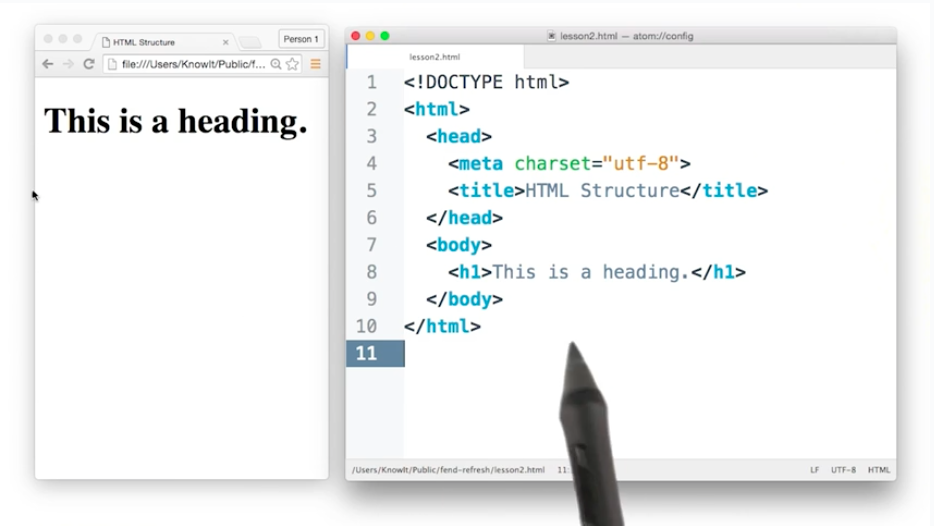 HTML Structure
Person 1
file:///Users/KnowIt/Public/f...
This is a heading.
lesson2.html — atom://config
lesson2.html
1 <!DOCTYPE html>
2 <html>
3 <head>
4 <meta charset="utf-8">
5 <title>HTML Structure</title>
6 </head>
7 <body>
8 <h1>This is a heading.</h1>
9 </body>
10 </html>
11
/Users/KnowIt/Public/fend-refresh/lesson2.html 11: LF UTF-8 HTML